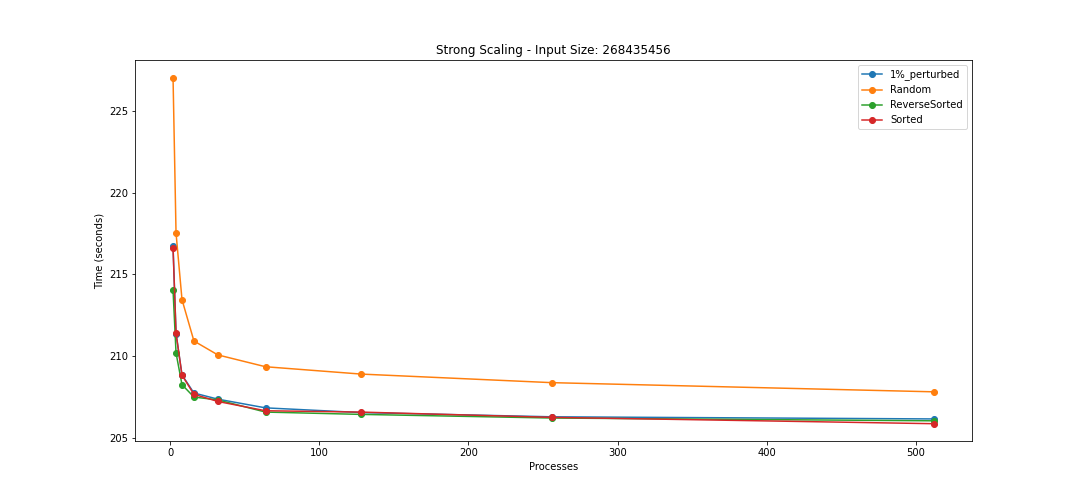 Strong Scaling - Input Size: 268435456
1%_perturbed
Random
ReverseSorted
Sorted
225
220
215
210
205
Time (seconds)
0 100 200 300 400 500
Processes